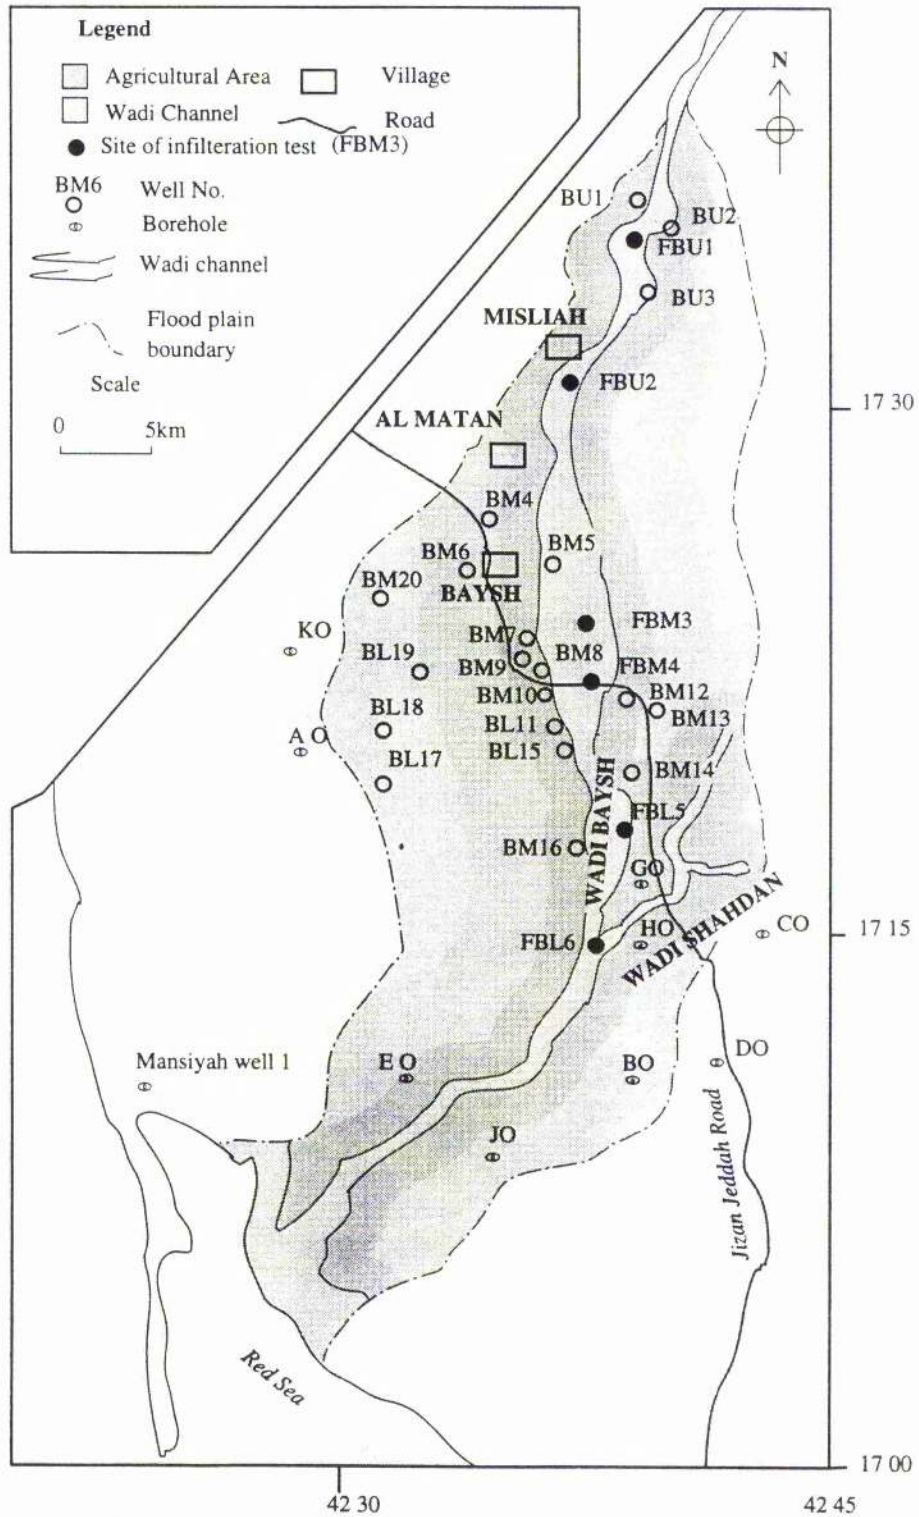 Legend
Agricultural Area
Village
Wadi Channel
Road
Site of infilteration test (FBM3)
BM6
Well No.
Borehole
Wadi channel
Flood plain
boundary
Scale
0
5km
N
BU1
BU2
FBU1
BU3
MISLIAH
FBU2
17 30
AL MATAN
BM4
BM6
BM5
BM20
BAYSH
KO
BM7
FBM3
BL19
BM9
BM8
FBM4
BM10
BM12
BL18
BM13
A O
BL11
BL17
BL15
BM14
WADI BAYSH
FBL5
BM16
GO
WADI SHAHDAN
CO
17 15
FBL6
HO
Mansiyah well 1
E O
BO
DO
JO
Jizan Jeddah Road
Red Sea
17 00
42 30
42 45